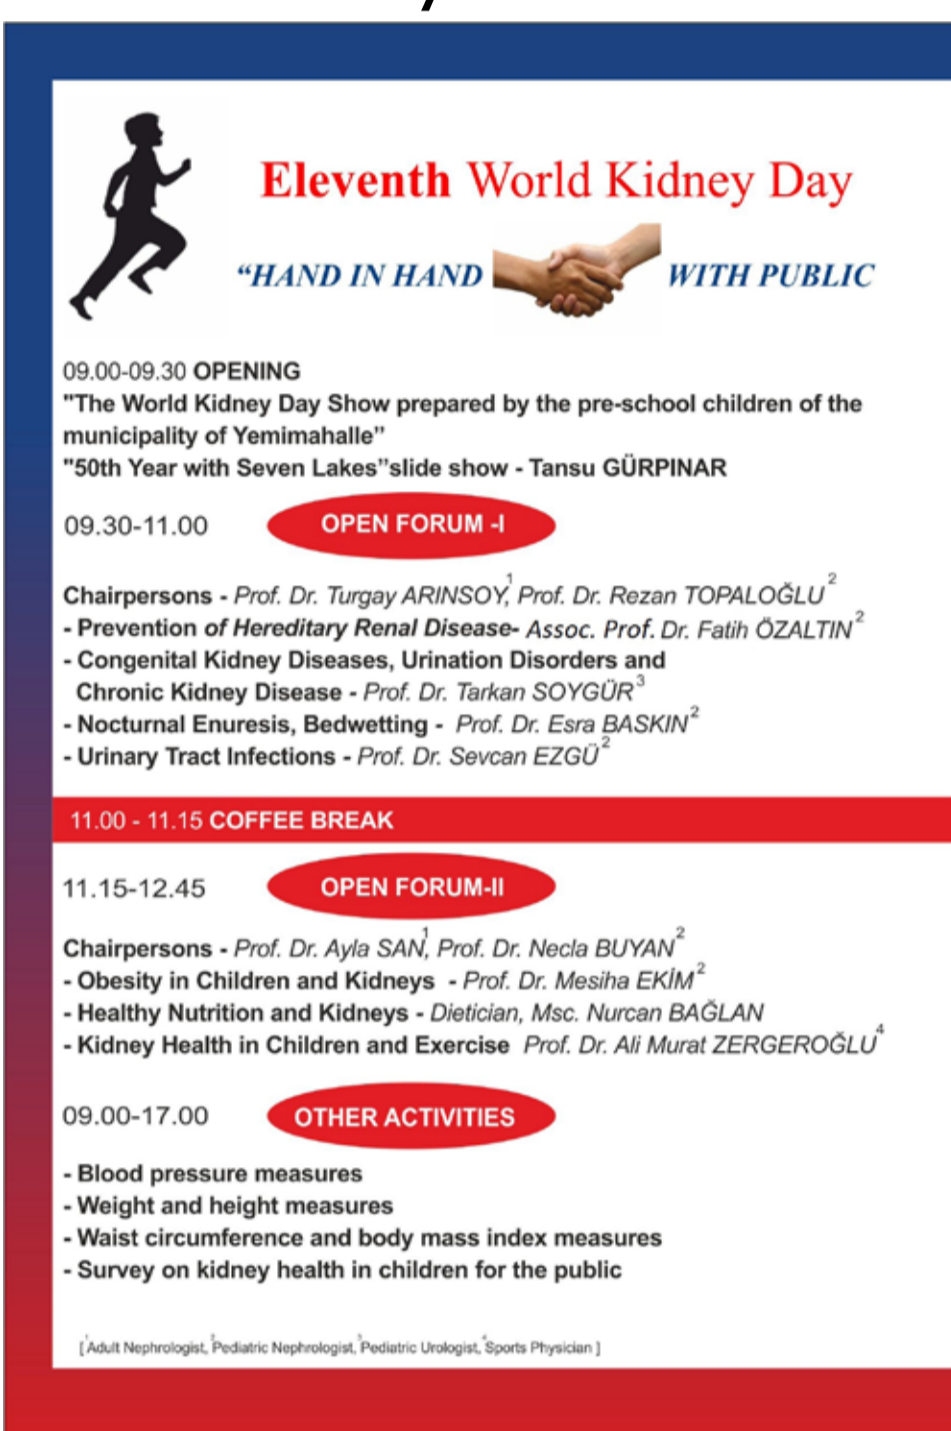 Eleventh World Kidney Day
“HAND IN HAND WITH PUBLIC
09.00-09.30 OPENING
"The World Kidney Day Show prepared by the pre-school children of the
municipality of Yemimahalle”
"50th Year with Seven Lakes”slide show - Tansu GÜRPINAR
09.30-11.00 OPEN FORUM -I
Chairpersons - Prof. Dr. Turgay ARINSOY¹, Prof. Dr. Rezan TOPALOĞLU²
- Prevention of Hereditary Renal Disease- Assoc. Prof. Dr. Fatih ÖZALTIN²
- Congenital Kidney Diseases, Urination Disorders and
Chronic Kidney Disease - Prof. Dr. Tarkan SOYGÜR³
- Nocturnal Enuresis, Bedwetting - Prof. Dr. Esra BASKIN²
- Urinary Tract Infections - Prof. Dr. Sevcan EZGÜ²
11.00 - 11.15 COFFEE BREAK
11.15-12.45 OPEN FORUM-II
Chairpersons - Prof. Dr. Ayla SAN¹, Prof. Dr. Necla BUYAN²
- Obesity in Children and Kidneys - Prof. Dr. Mesiha EKİM²
- Healthy Nutrition and Kidneys - Dietician, Msc. Nurcan BAĞLAN
- Kidney Health in Children and Exercise Prof. Dr. Ali Murat ZERGEROĞLU⁴
09.00-17.00 OTHER ACTIVITIES
- Blood pressure measures
- Weight and height measures
- Waist circumference and body mass index measures
- Survey on kidney health in children for the public
[¹Adult Nephrologist, ²Pediatric Nephrologist, ³Pediatric Urologist, ⁴Sports Physician ]